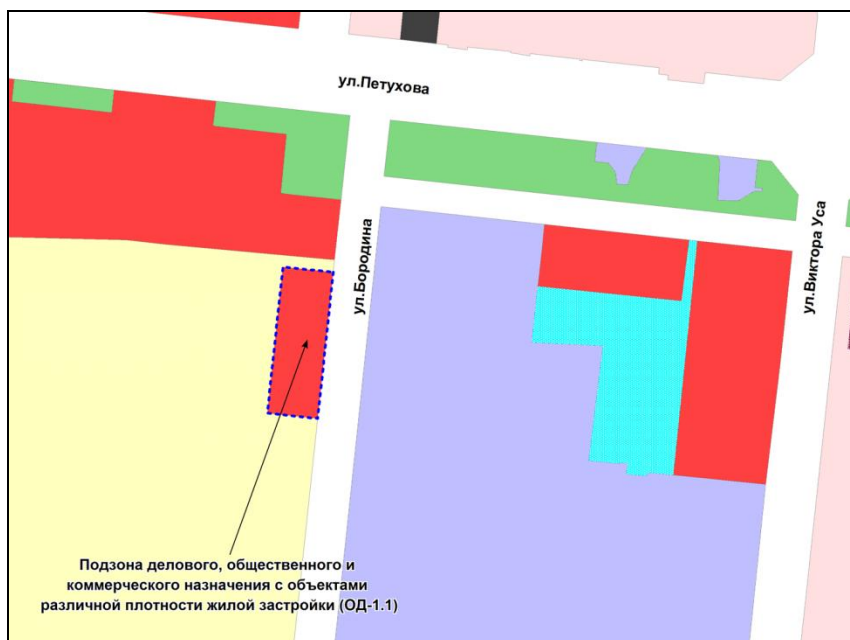 ул.Петухова
ул.Бородина
ул.Виктора Уса
Подзона делового, общественного и
коммерческого назначения с объектами
различной плотности жилой застройки (ОД-1.1)